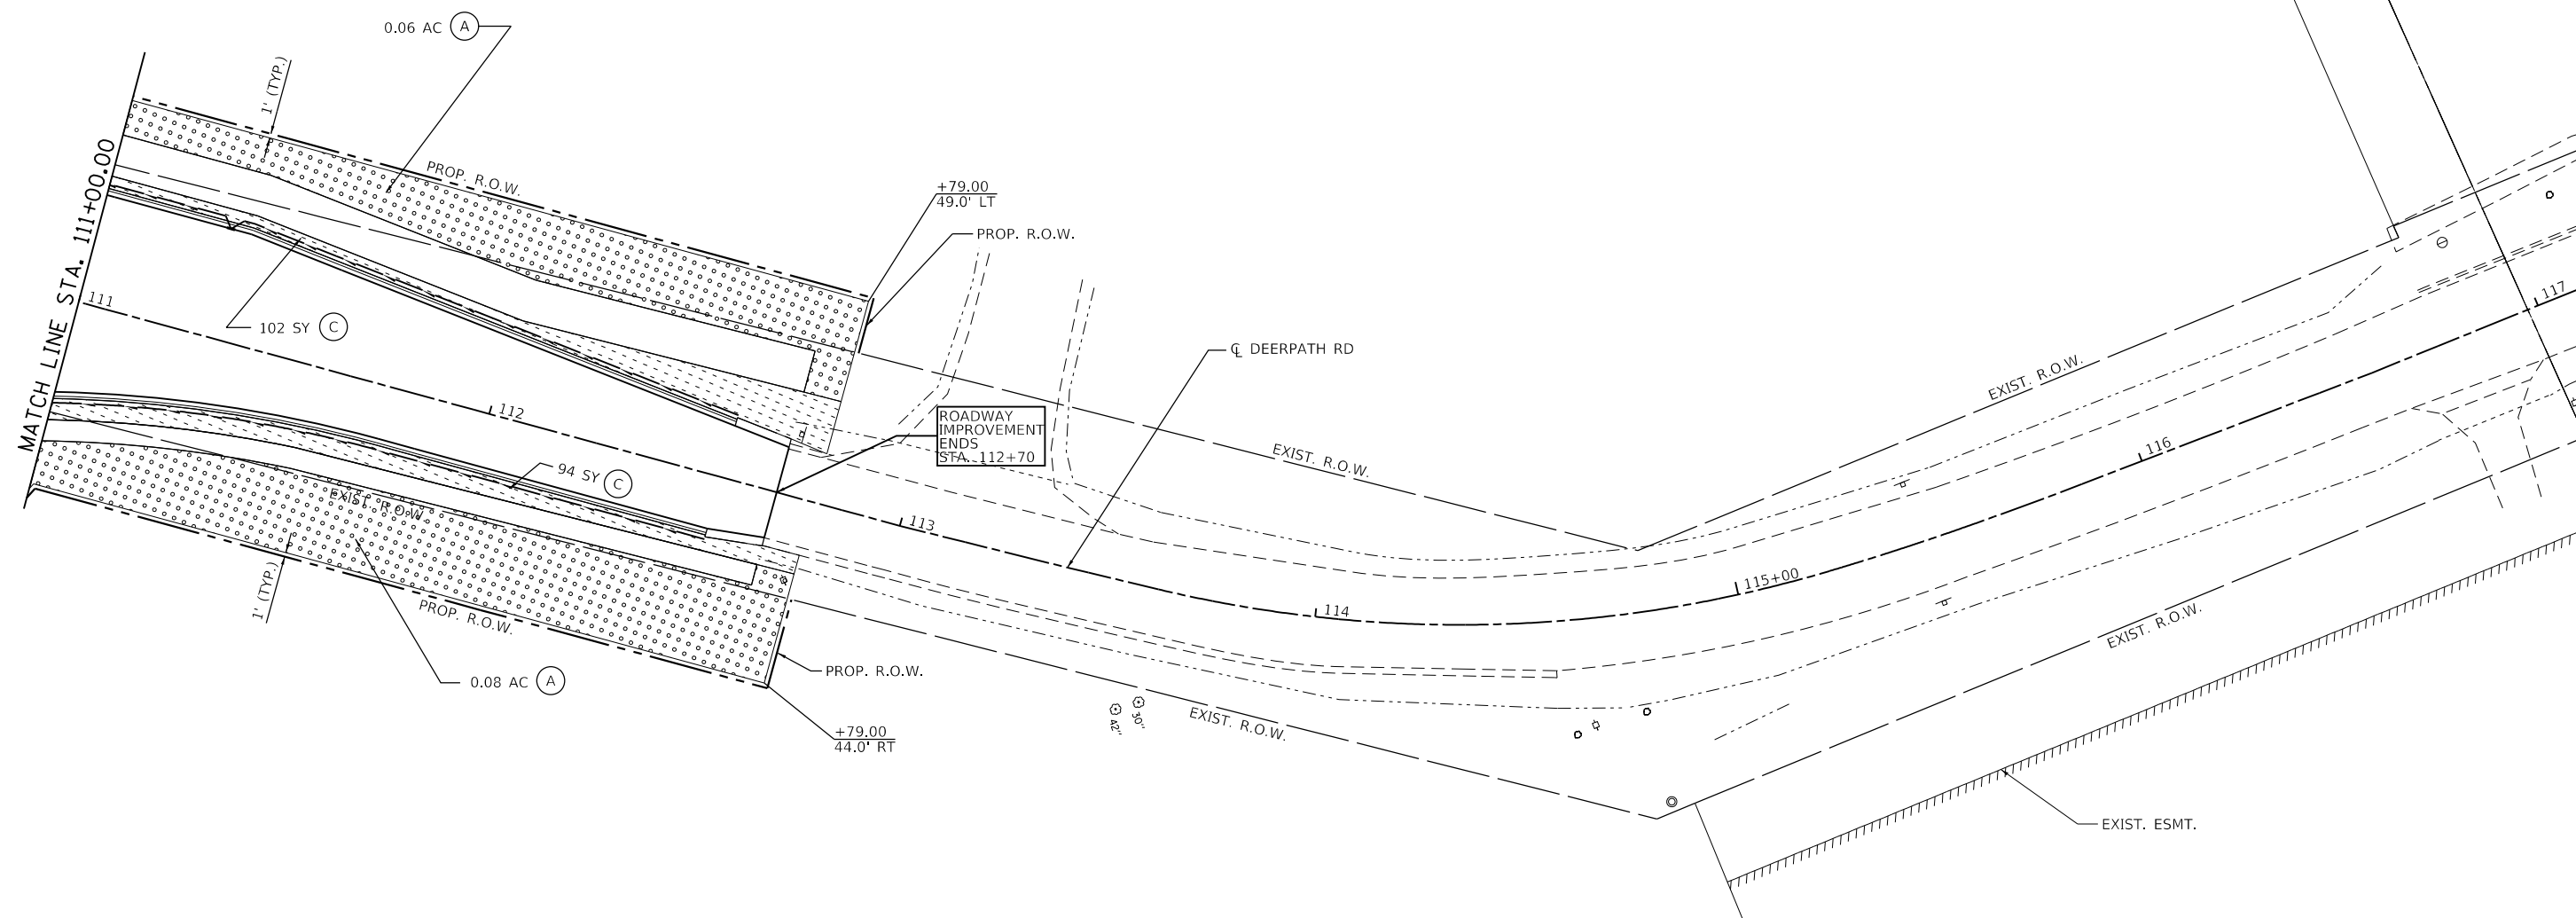 0.06 AC A
1' (TYP.)
MATCH LINE STA. 111+00.00
PROP. R.O.W.
+79.00
49.0' LT
PROP. R.O.W.
111
102 SY C
112
℄ DEERPATH RD
ROADWAY
IMPROVEMENT
ENDS
STA. 112+70
EXIST. R.O.W.
EXIST. R.O.W.
117
116
94 SY C
EXIST. R.O.W.
113
115+00
114
1' (TYP.)
PROP. R.O.W.
0.08 AC A
PROP. R.O.W.
+79.00
44.0' RT
42"
30"
EXIST. R.O.W.
EXIST. R.O.W.
EXIST. ESMT.